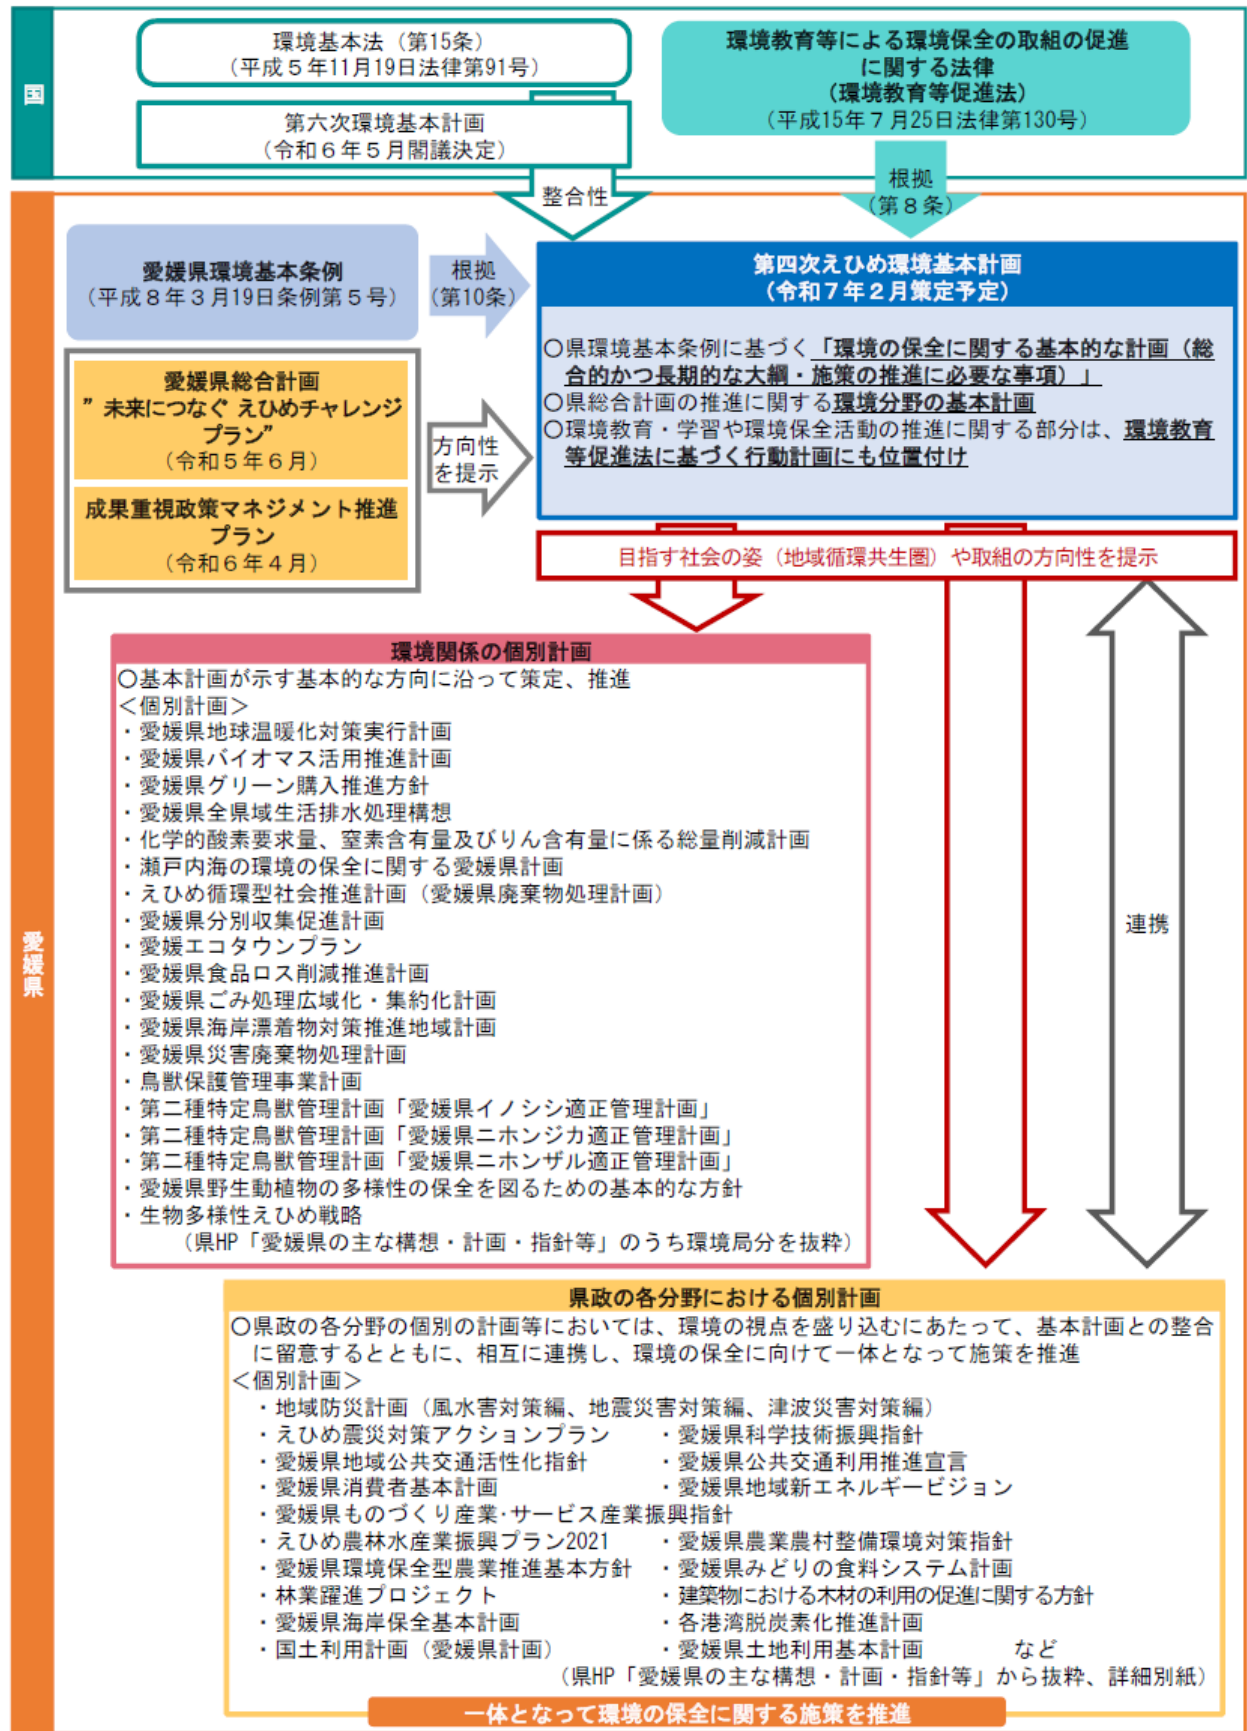 国
環境基本法（第15条）
（平成５年11月19日法律第91号）
第六次環境基本計画
（令和６年５月閣議決定）
環境教育等による環境保全の取組の促進
に関する法律
（環境教育等促進法）
（平成15年７月25日法律第130号）
整合性
根拠
（第８条）
愛媛県
愛媛県環境基本条例
（平成８年３月19日条例第５号）
根拠
（第10条）
愛媛県総合計画
”未来につなぐ えひめチャレンジ
プラン”
（令和５年６月）
成果重視政策マネジメント推進
プラン
（令和６年４月）
方向性
を提示
第四次えひめ環境基本計画
（令和７年２月策定予定）
〇県環境基本条例に基づく「環境の保全に関する基本的な計画（総
合的かつ長期的な大綱・施策の推進に必要な事項）」
〇県総合計画の推進に関する環境分野の基本計画
〇環境教育・学習や環境保全活動の推進に関する部分は、環境教育
等促進法に基づく行動計画にも位置付け
目指す社会の姿（地域循環共生圏）や取組の方向性を提示
環境関係の個別計画
〇基本計画が示す基本的な方向に沿って策定、推進
＜個別計画＞
・愛媛県地球温暖化対策実行計画
・愛媛県バイオマス活用推進計画
・愛媛県グリーン購入推進方針
・愛媛県全県域生活排水処理構想
・化学的酸素要求量、窒素含有量及びりん含有量に係る総量削減計画
・瀬戸内海の環境の保全に関する愛媛県計画
・えひめ循環型社会推進計画（愛媛県廃棄物処理計画）
・愛媛県分別収集促進計画
・愛媛エコタウンプラン
・愛媛県食品ロス削減推進計画
・愛媛県ごみ処理広域化・集約化計画
・愛媛県海岸漂着物対策推進地域計画
・愛媛県災害廃棄物処理計画
・鳥獣保護管理事業計画
・第二種特定鳥獣管理計画「愛媛県イノシシ適正管理計画」
・第二種特定鳥獣管理計画「愛媛県ニホンジカ適正管理計画」
・第二種特定鳥獣管理計画「愛媛県ニホンザル適正管理計画」
・愛媛県野生動植物の多様性の保全を図るための基本的な方針
・生物多様性えひめ戦略
（県HP「愛媛県の主な構想・計画・指針等」のうち環境局分を抜粋）
連携
県政の各分野における個別計画
〇県政の各分野の個別の計画等においては、環境の視点を盛り込むにあたって、基本計画との整合
に留意するとともに、相互に連携し、環境の保全に向けて一体となって施策を推進
＜個別計画＞
・地域防災計画（風水害対策編、地震災害対策編、津波災害対策編）
・えひめ震災対策アクションプラン ・愛媛県科学技術振興指針
・愛媛県地域公共交通活性化指針 ・愛媛県公共交通利用推進宣言
・愛媛県消費者基本計画 ・愛媛県地域新エネルギービジョン
・愛媛県ものづくり産業・サービス産業振興指針
・えひめ農林水産業振興プラン2021 ・愛媛県農業農村整備環境対策指針
・愛媛県環境保全型農業推進基本方針 ・愛媛県みどりの食料システム計画
・林業躍進プロジェクト ・建築物における木材の利用の促進に関する方針
・愛媛県海岸保全基本計画 ・各港湾脱炭素化推進計画
・国土利用計画（愛媛県計画） ・愛媛県土地利用基本計画 など
（県HP「愛媛県の主な構想・計画・指針等」から抜粋、詳細別紙）
一体となって環境の保全に関する施策を推進